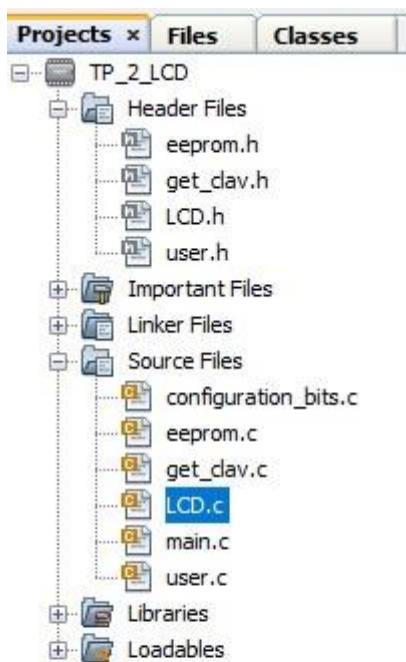 Projects × Files Classes
TP_2_LCD
Header Files
eeprom.h
get_clav.h
LCD.h
user.h
Important Files
Linker Files
Source Files
configuration_bits.c
eeprom.c
get_clav.c
LCD.c
main.c
user.c
Libraries
Loadables